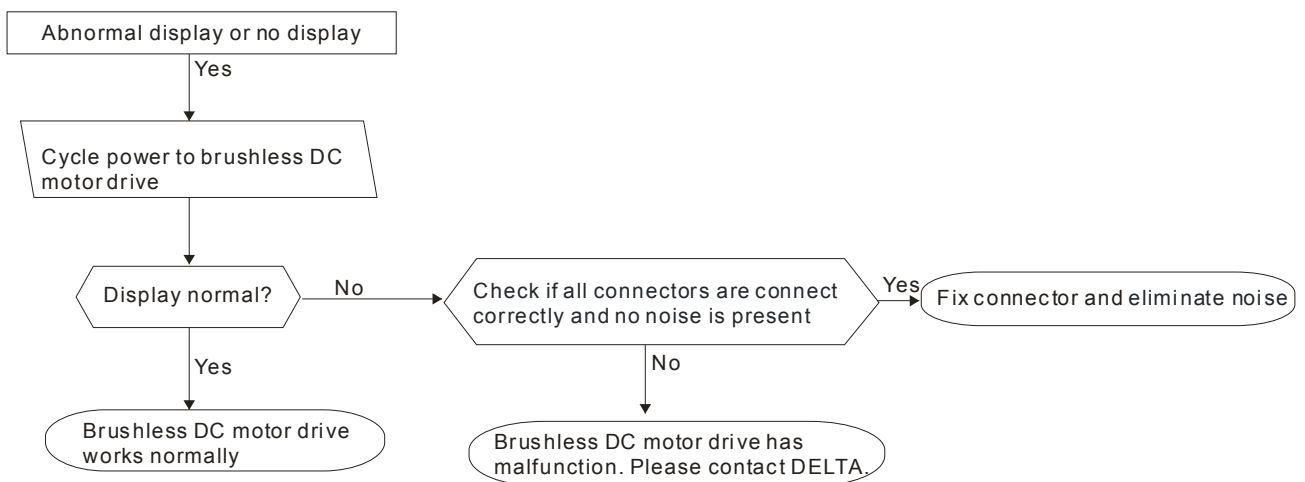 Abnormal display or no display
Yes
Cycle power to brushless DC
motor drive
Display normal?
No
Check if all connectors are connect
correctly and no noise is present
Yes
Fix connector and eliminate noise
Yes
No
Brushless DC motor drive
works normally
Brushless DC motor drive has
malfunction. Please contact DELTA.